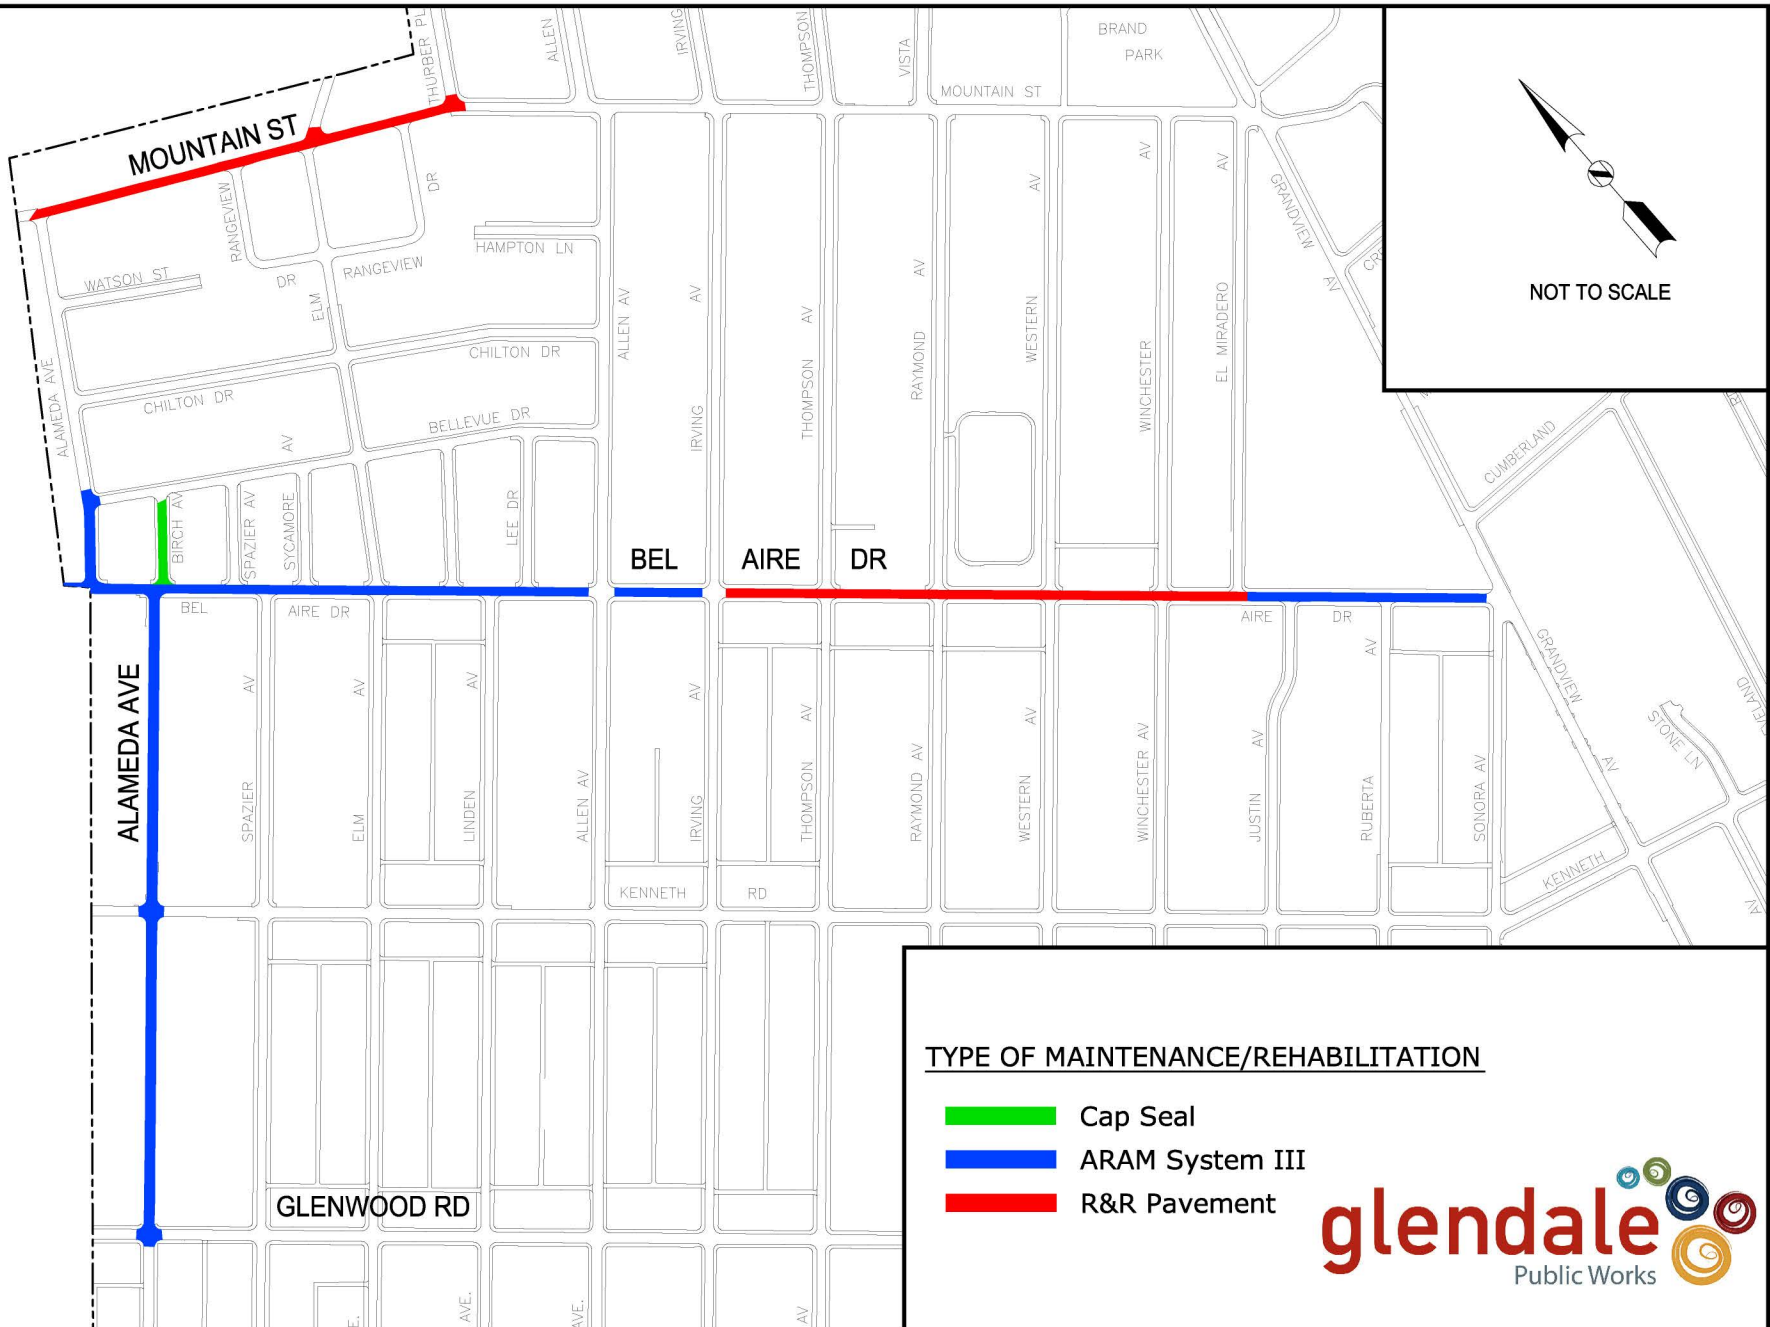 THURBER PL
ALLEN
IRVING
THOMPSON
VISTA
BRAND
PARK
MOUNTAIN ST
MOUNTAIN ST
RANGEVIEW
DR
HAMPTON LN
WATSON ST
DR
RANGEVIEW
ELM
CHILTON DR
CHILTON DR
ALAMEDA AVE
BELLEVUE DR
AV
ALLEN AV
IRVING
AV
THOMPSON
AV
RAYMOND
AV
WESTERN
AV
WINCHESTER
AV
EL MIRADERO
AV
GRANDVIEW
AV
NOT TO SCALE
CUMBERLAND
BIRCH AV
SPAZIER AV
SYCAMORE
LEE DR
BEL AIRE DR
BEL
AIRE DR
AIRE
DR
ALAMEDA AVE
SPAZIER
AV
ELM
AV
LINDEN
AV
ALLEN AV
IRVING
AV
THOMPSON
AV
RAYMOND AV
WESTERN
AV
WINCHESTER AV
JUSTIN
AV
RUBERTA
AV
SONORA AV
GRANDVIEW
AV
STONE LN
KENNETH
AV
KENNETH
RD
GLENWOOD RD
AVE.
AVE.
AV
TYPE OF MAINTENANCE/REHABILITATION
Cap Seal
ARAM System III
R&R Pavement
glendale
Public Works